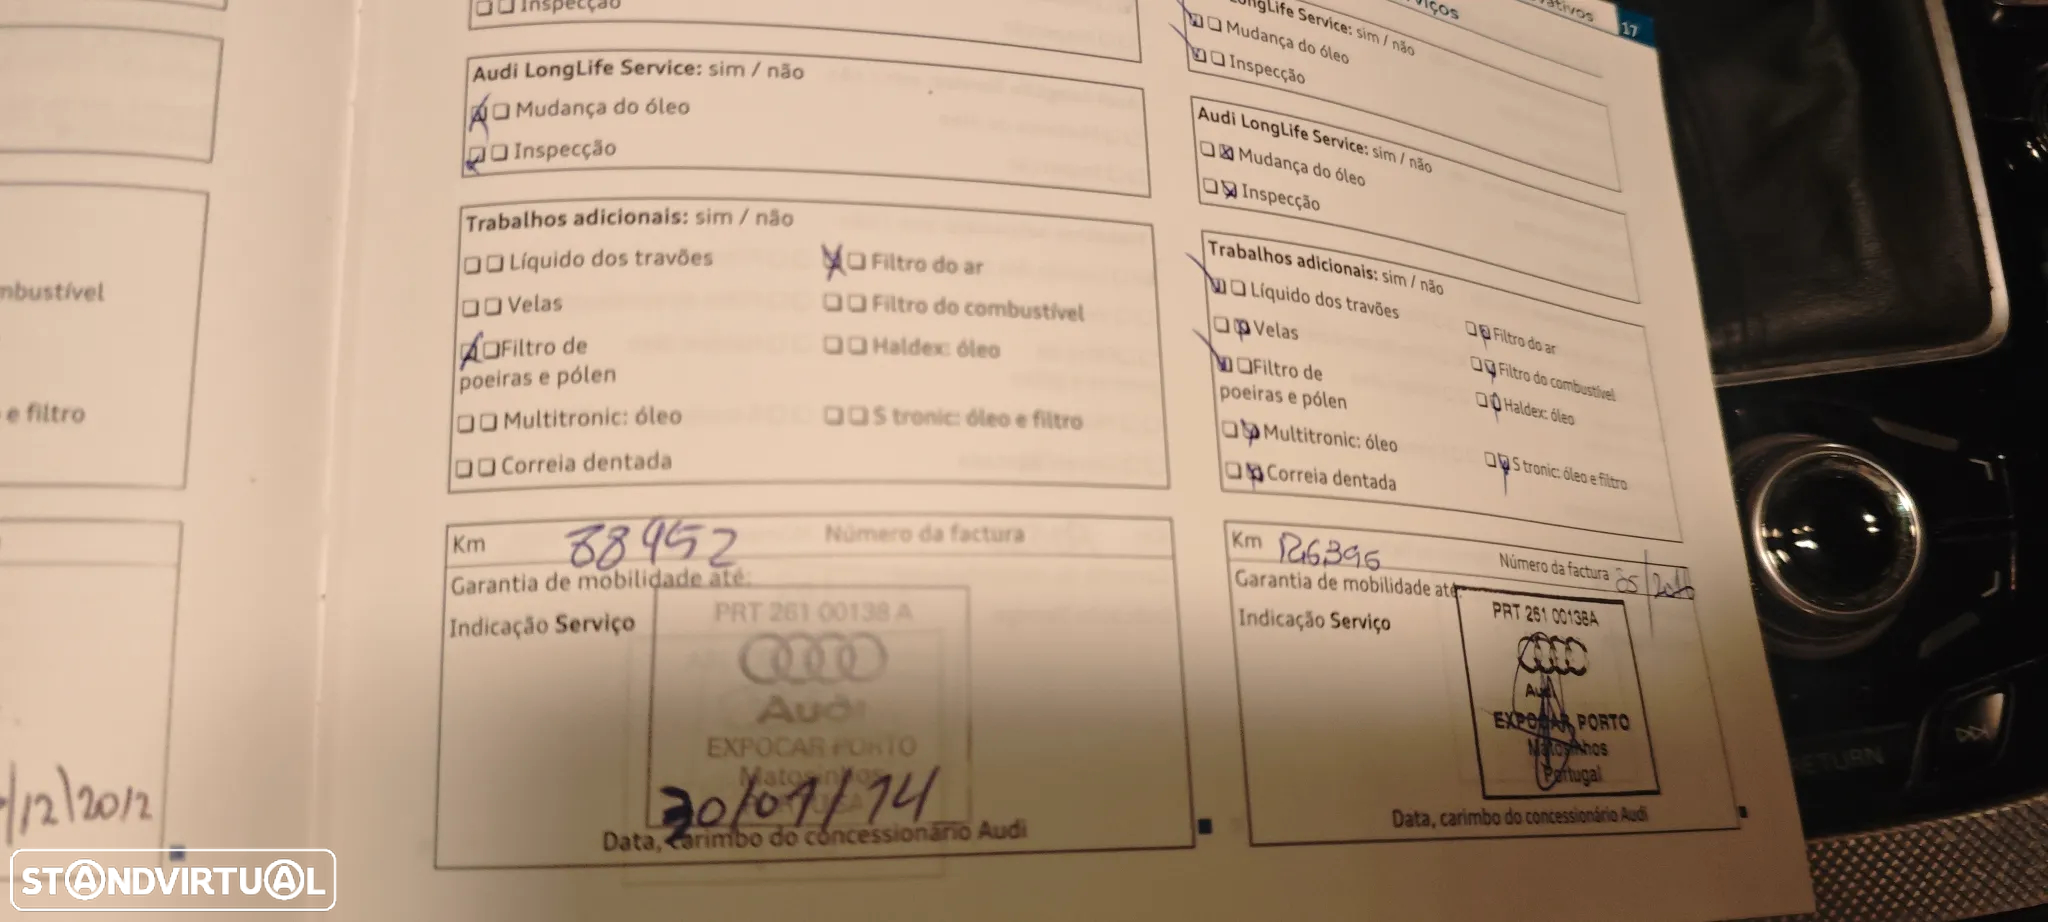 mbustível
e filtro
/12\2012
Inspecção
Audi LongLife Service: sim / não
Mudança do óleo
Inspecção
Trabalhos adicionais: sim / não
Líquido dos travões
Filtro do ar
Velas
Filtro do combustível
Filtro de
poeiras e pólen
Haldex: óleo
Multitronic: óleo
S tronic: óleo e filtro
Correia dentada
Km 88952 Número da factura
Garantia de mobilidade até:
Indicação Serviço
PRT 261 00138 A
Audi
EXPOCAR PORTO
Matosinhos
30/01/14
Data, carimbo do concessionário Audi
viços
vativos
17
ongLife Service: sim / não
Mudança do óleo
Inspecção
Audi LongLife Service: sim / não
Mudança do óleo
Inspecção
Trabalhos adicionais: sim / não
Líquido dos travões
Filtro do ar
Velas
Filtro do combustível
Filtro de
poeiras e pólen
Haldex: óleo
Multitronic: óleo
S tronic: óleo e filtro
Correia dentada
Km 126396 Número da factura
Garantia de mobilidade até:
Indicação Serviço
PRT 261 00138A
Audi
EXPOCAR PORTO
Matosinhos
Portugal
Data, carimbo do concessionário Audi
RETURN
STANDVIRTUAL